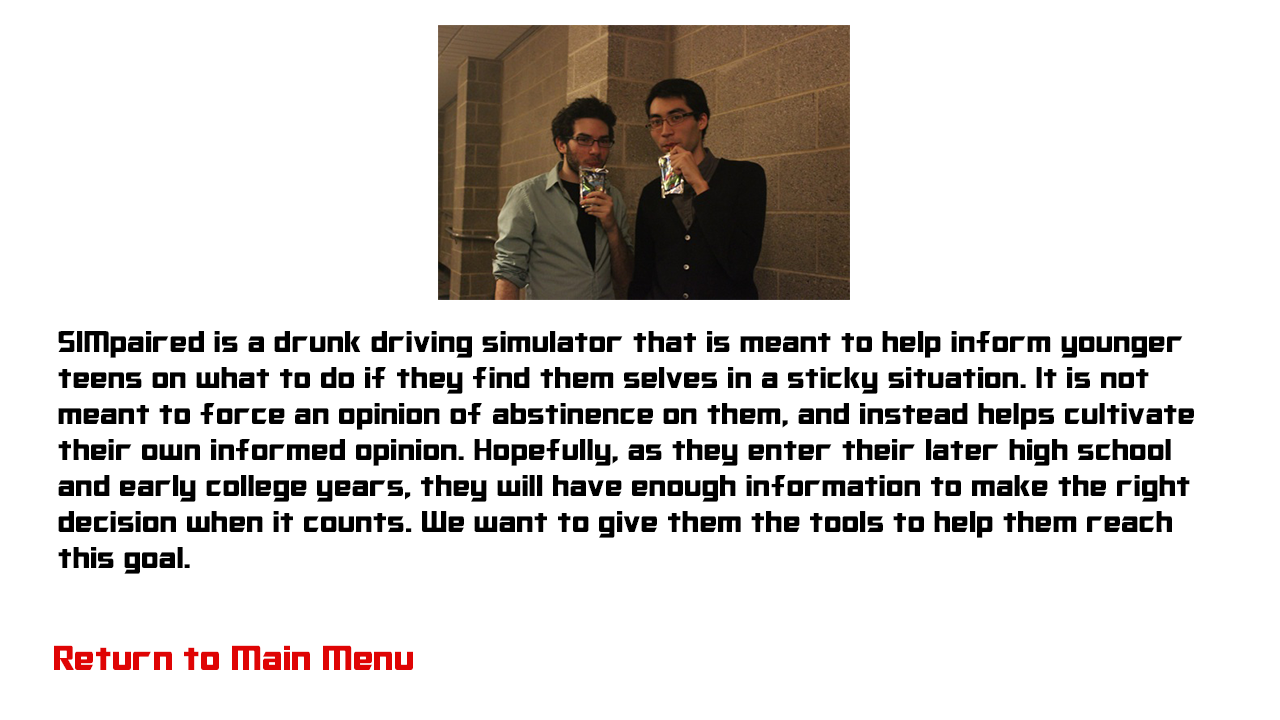 SIMpaired is a drunk driving simulator that is meant to help inform younger
teens on what to do if they find them selves in a sticky situation. It is not
meant to force an opinion of abstinence on them, and instead helps cultivate
their own informed opinion. Hopefully, as they enter their later high school
and early college years, they will have enough information to make the right
decision when it counts. We want to give them the tools to help them reach
this goal.
Return to Main Menu